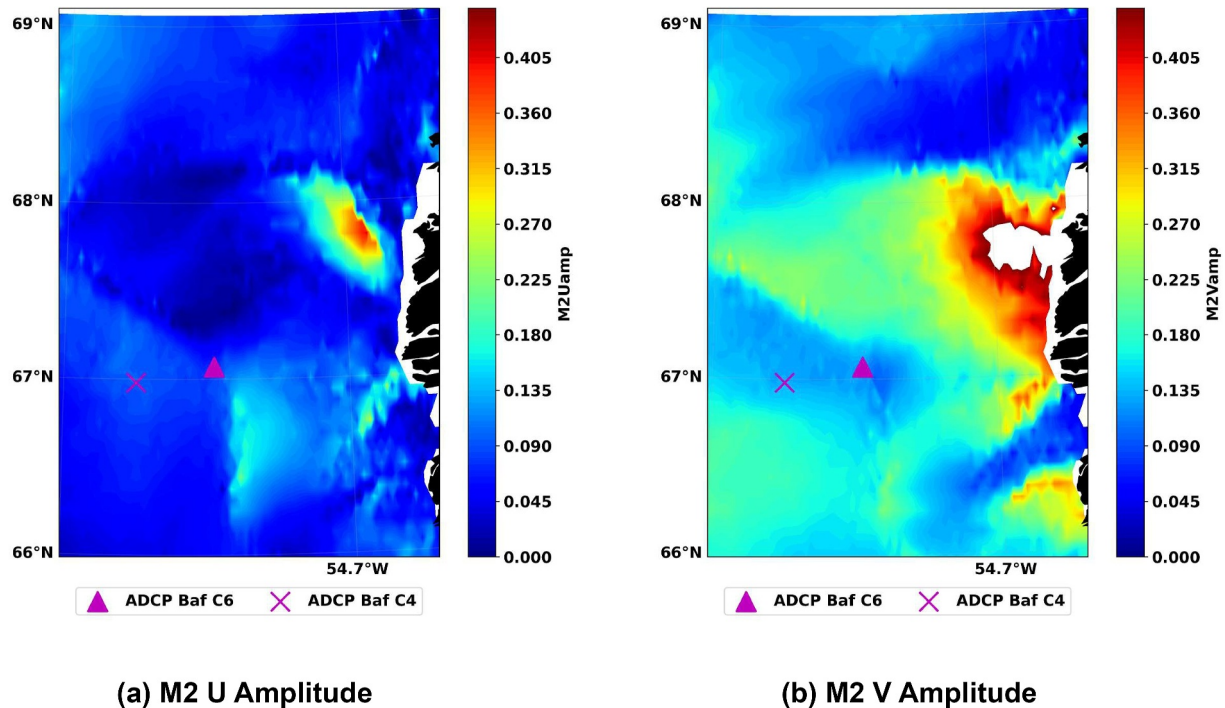 69°N
68°N
67°N
66°N
54.7°W
0.405
0.360
0.315
0.270
0.225
0.180
0.135
0.090
0.045
0.000
M2Uamp
ADCP Baf C6 ADCP Baf C4
(a) M2 U Amplitude
69°N
68°N
67°N
66°N
54.7°W
0.405
0.360
0.315
0.270
0.225
0.180
0.135
0.090
0.045
0.000
M2Vamp
ADCP Baf C6 ADCP Baf C4
(b) M2 V Amplitude